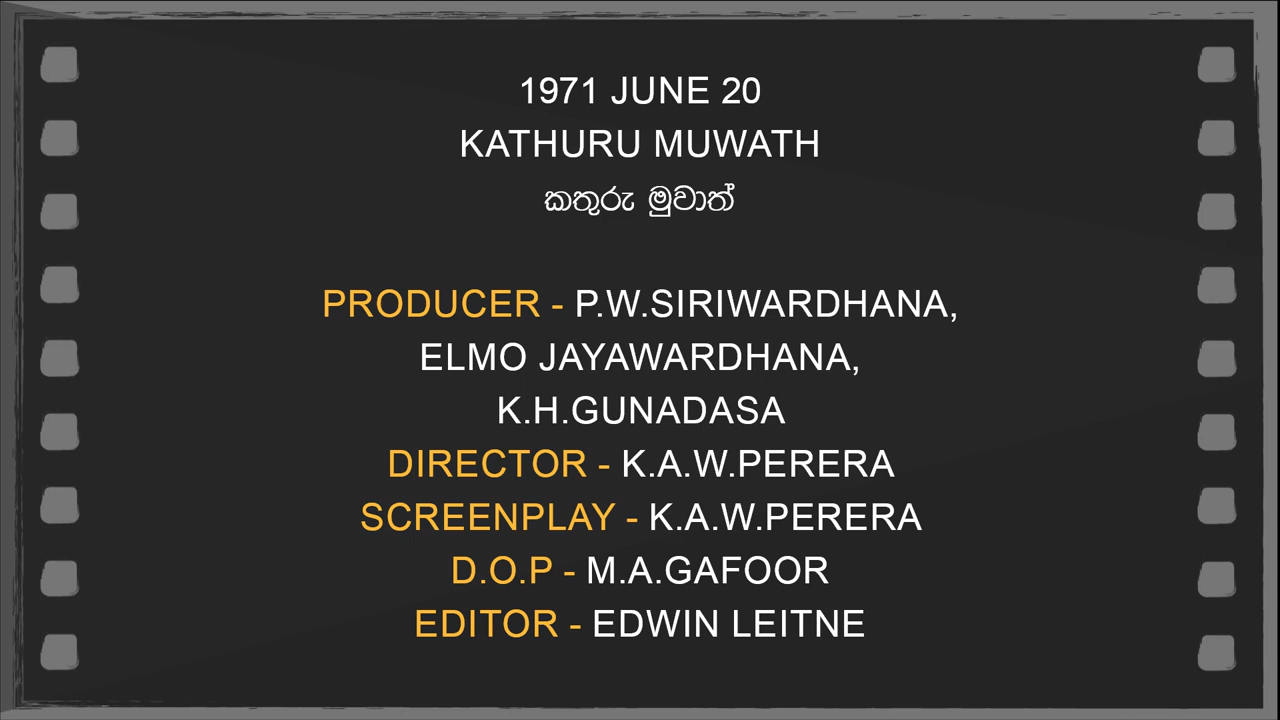 1971 JUNE 20
KATHURU MUWATH
කතුරු මුවාත්
PRODUCER - P.W.SIRIWARDHANA,
ELMO JAYAWARDHANA,
K.H.GUNADASA
DIRECTOR - K.A.W.PERERA
SCREENPLAY - K.A.W.PERERA
D.O.P - M.A.GAFOOR
EDITOR - EDWIN LEITNE